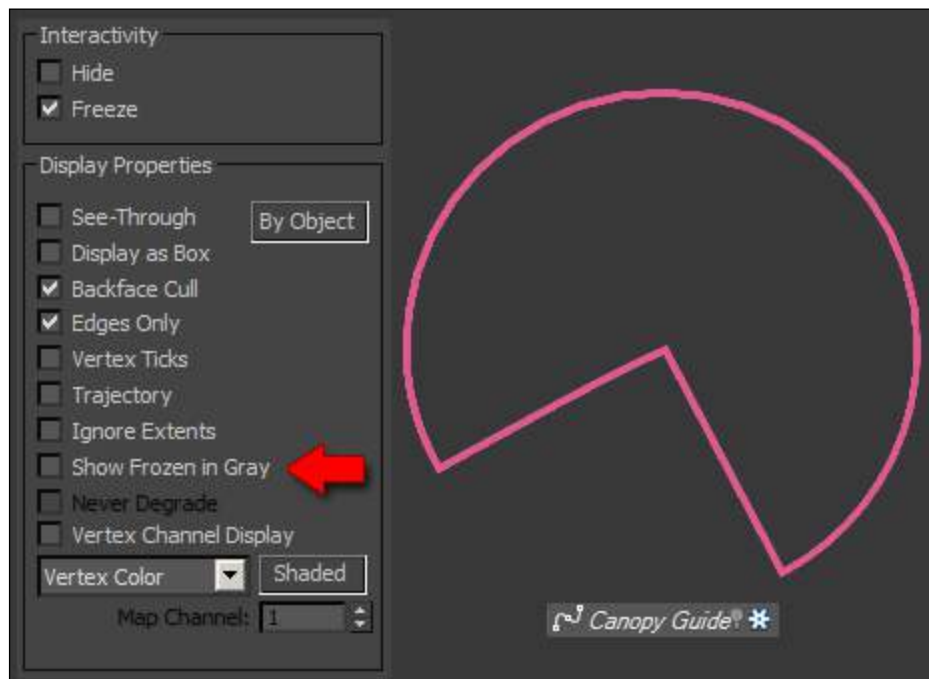 Interactivity
Hide
Freeze
Display Properties
See-Through
By Object
Display as Box
Backface Cull
Edges Only
Vertex Ticks
Trajectory
Ignore Extents
Show Frozen in Gray
Never Degrade
Vertex Channel Display
Vertex Color
Shaded
Map Channel: 1
Canopy Guide